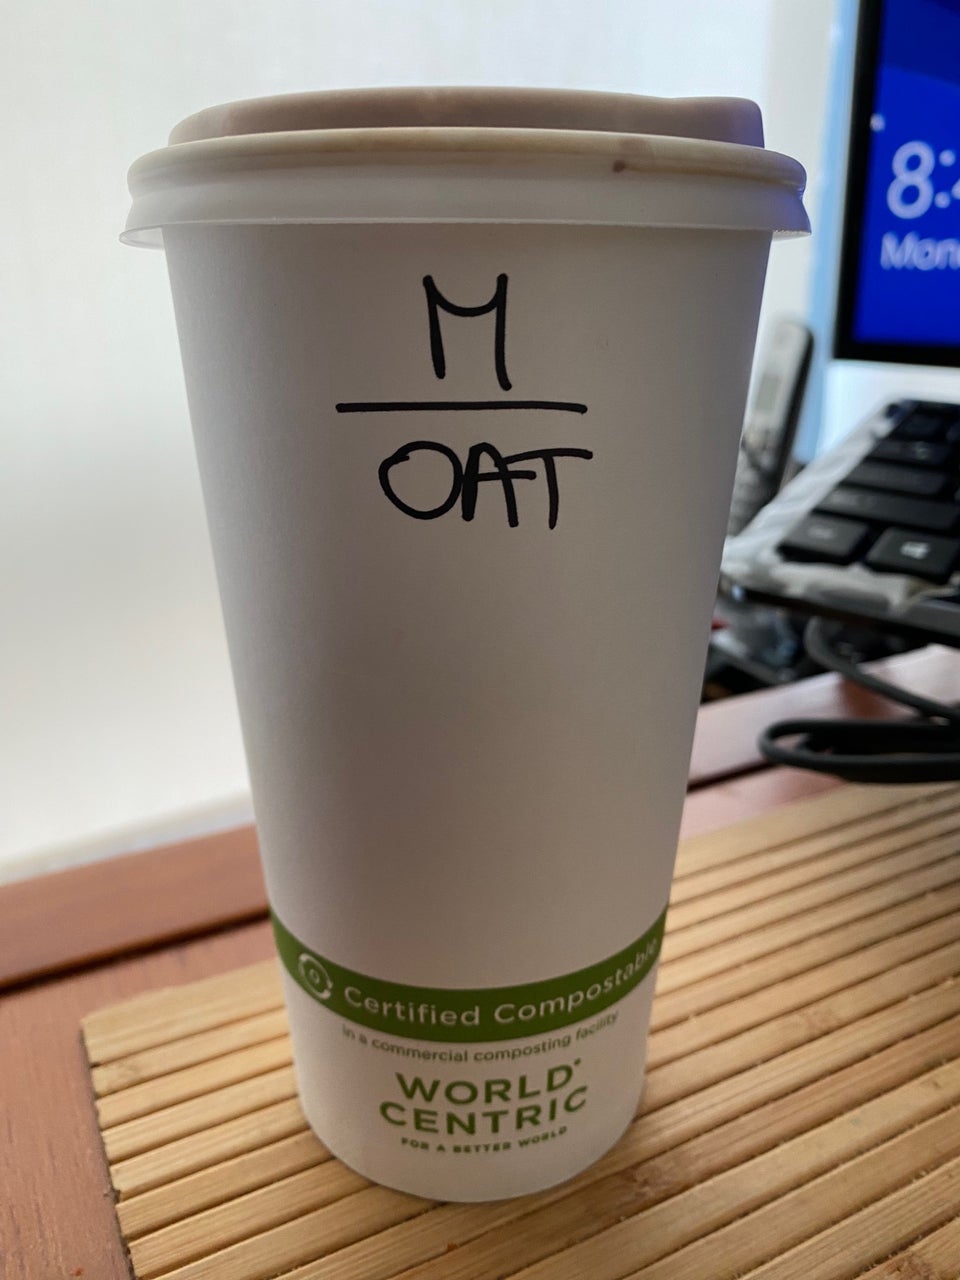 M
OAT
Certified Compostable
in a commercial composting facility
WORLD
CENTRIC
FOR A BETTER WORLD